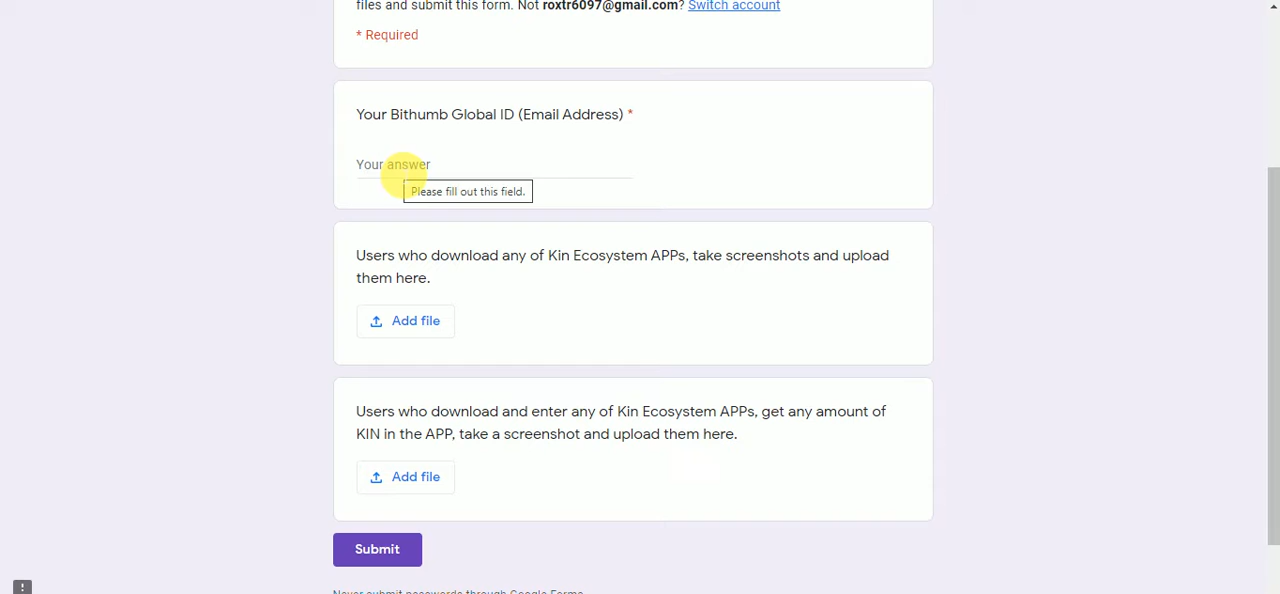 files and submit this form. Not roxtr6097@gmail.com? Switch account
* Required
Your Bithumb Global ID (Email Address) *
Your answer
Please fill out this field.
Users who download any of Kin Ecosystem APPs, take screenshots and upload
them here.
Add file
Users who download and enter any of Kin Ecosystem APPs, get any amount of
KIN in the APP, take a screenshot and upload them here.
Add file
Submit
Never submit passwords through Google Forms.